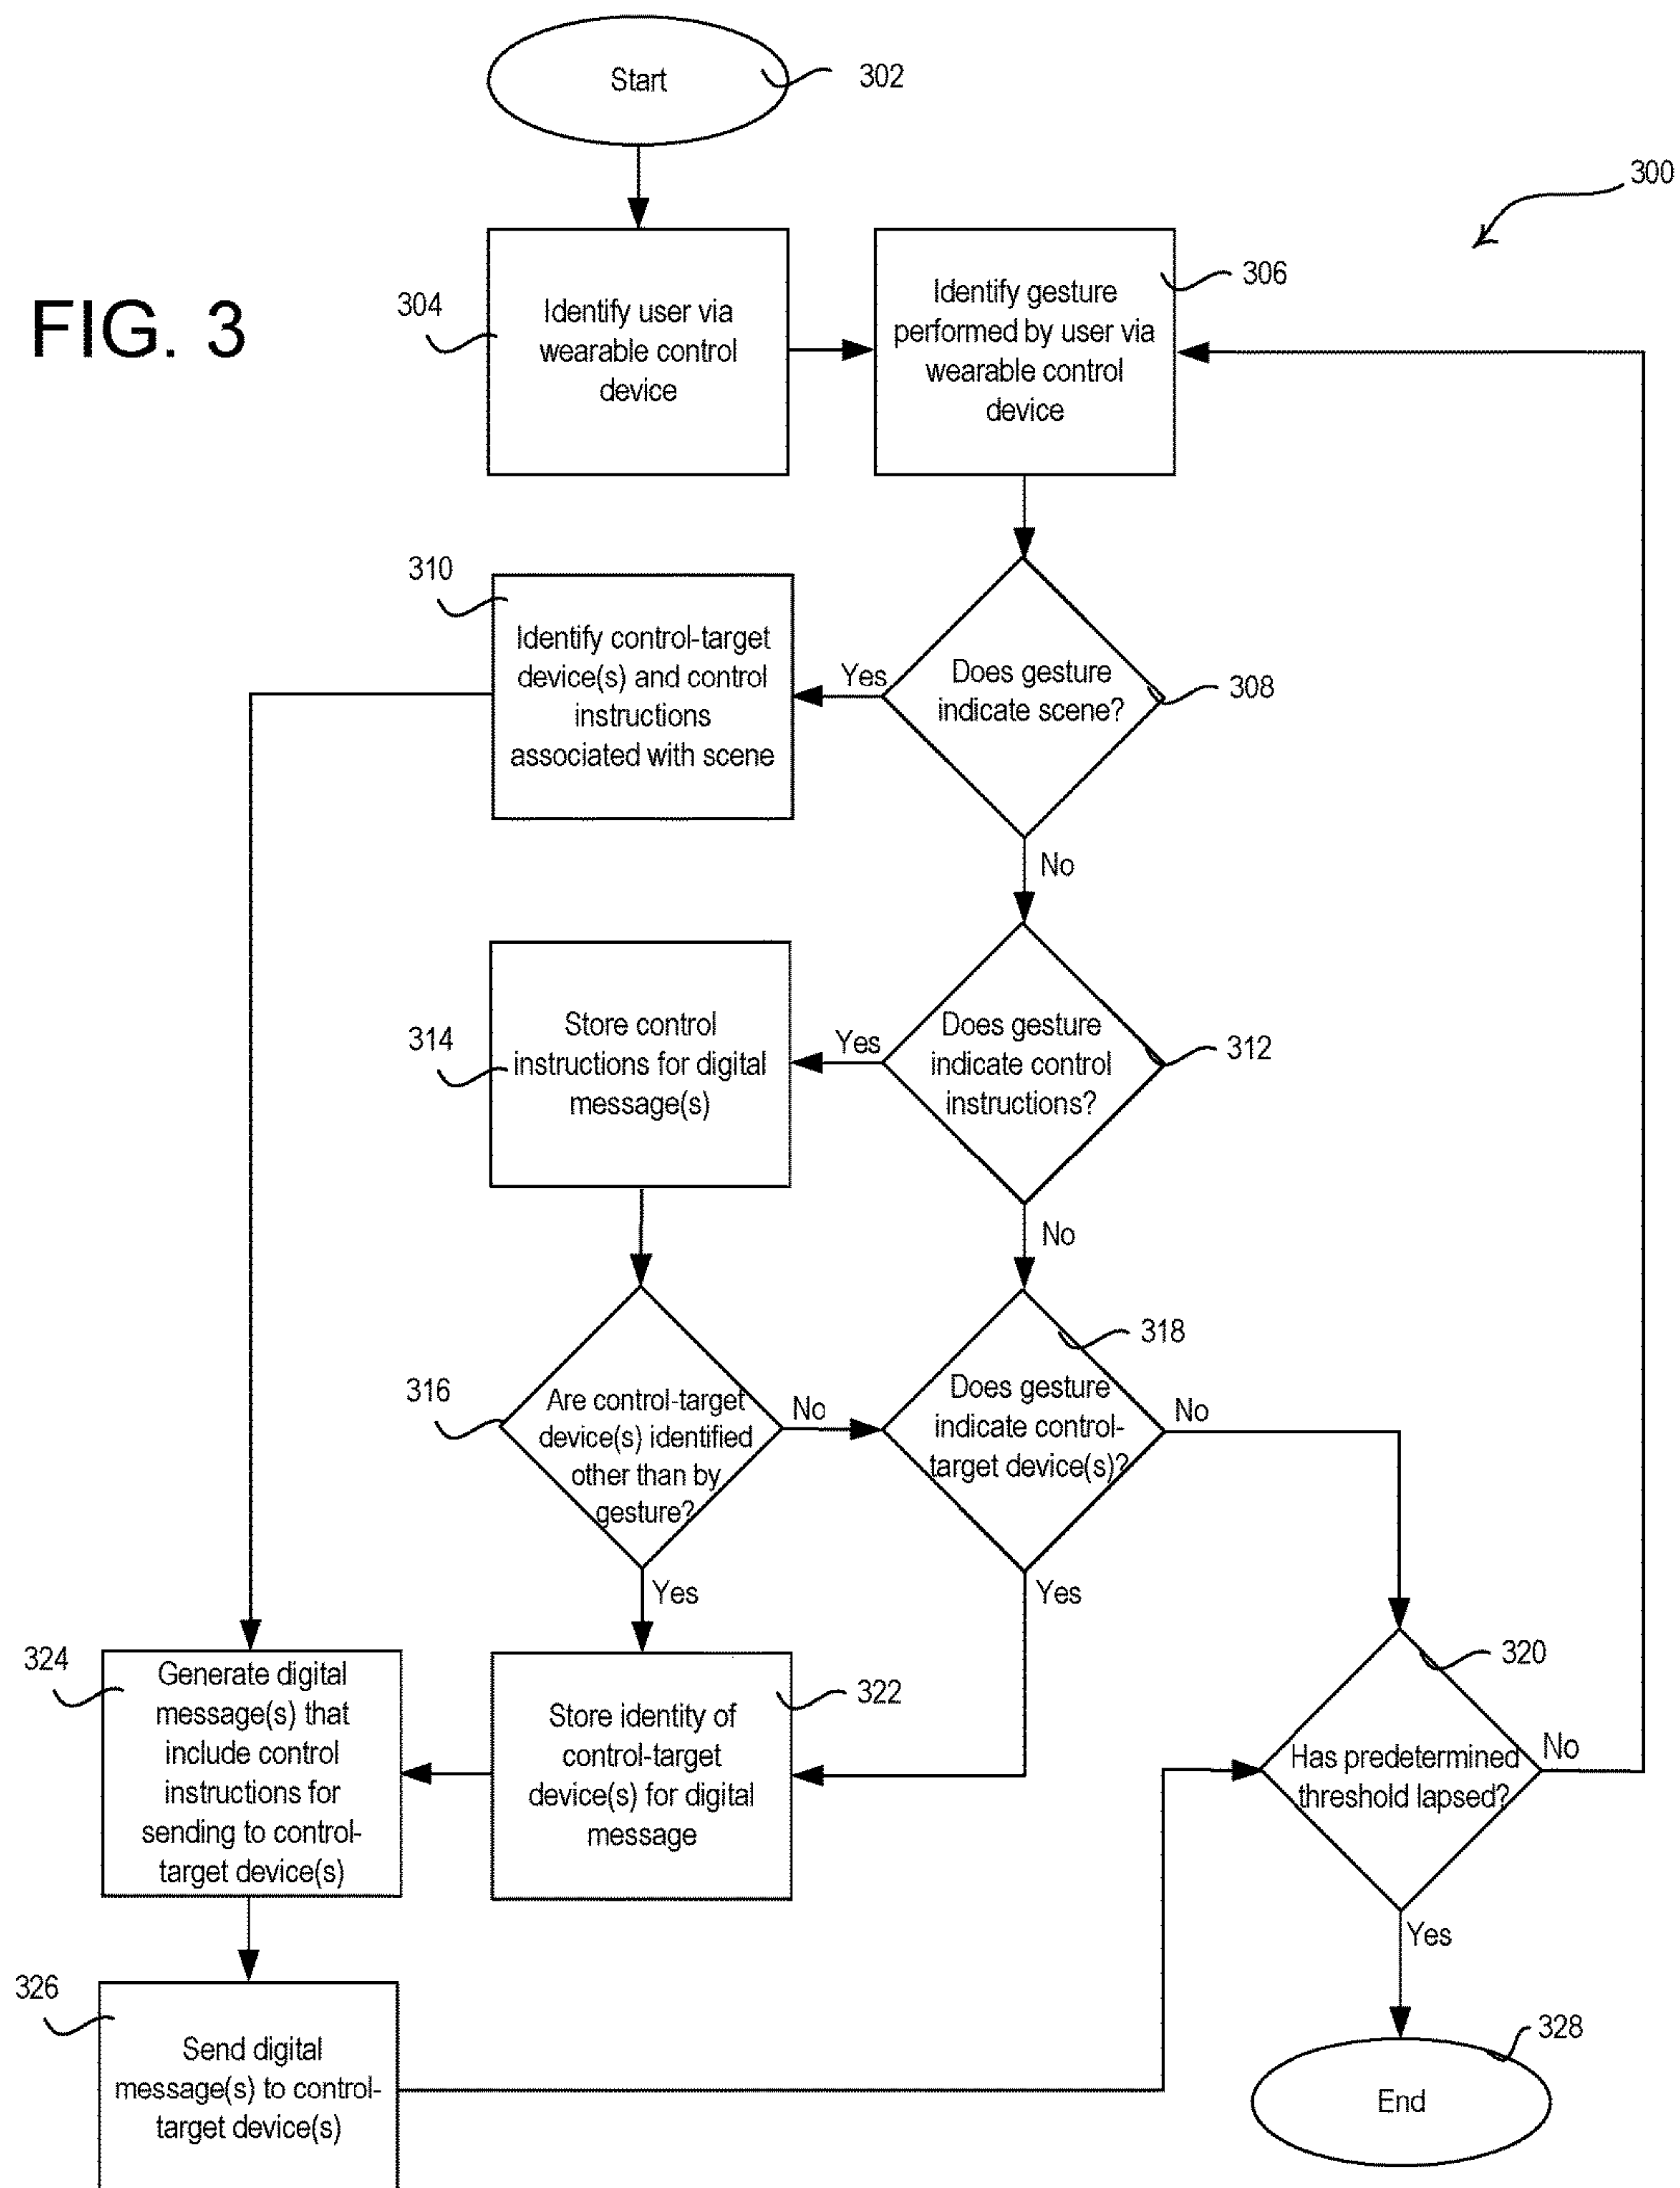 Start
302
300
FIG. 3
304
Identify user via
wearable control
device
Identify gesture
performed by user via
wearable control
device
306
310
Identify control-target
device(s) and control
instructions
associated with scene
Yes
Does gesture
indicate scene?
308
No
314
Store control
instructions for digital
message(s)
Yes
Does gesture
indicate control
instructions?
312
No
316
Are control-target
device(s) identified
other than by
gesture?
No
Yes
318
Does gesture
indicate control-
target device(s)?
No
Yes
324
Generate digital
message(s) that
include control
instructions for
sending to control-
target device(s)
322
Store identity of
control-target
device(s) for digital
message
320
Has predetermined
threshold lapsed?
No
Yes
326
Send digital
message(s) to control-
target device(s)
328
End